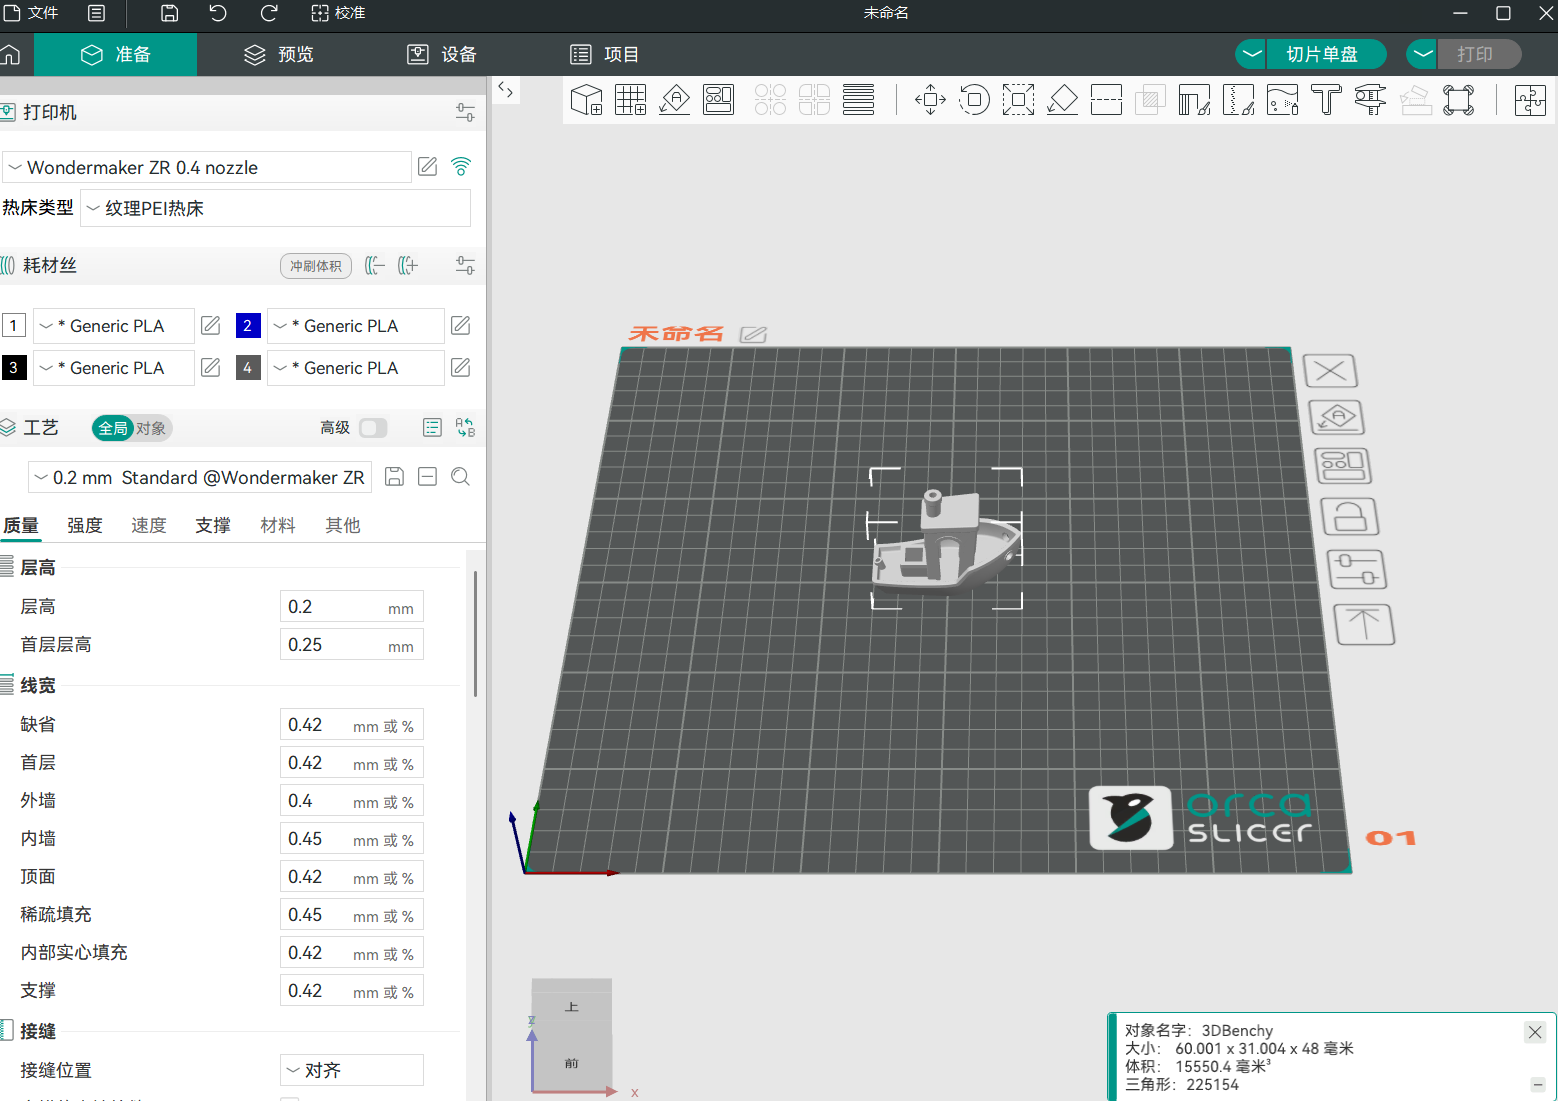 文件
校准
未命名
准备
预览
设备
项目
切片单盘
打印
打印机
Wondermaker ZR 0.4 nozzle
热床类型
纹理PEI热床
耗材丝
冲刷体积
1
* Generic PLA
2
* Generic PLA
3
* Generic PLA
4
* Generic PLA
工艺
全局
对象
高级
0.2 mm Standard @Wondermaker ZR
质量
强度
速度
支撑
材料
其他
层高
层高
0.2 mm
首层层高
0.25 mm
线宽
缺省
0.42 mm 或 %
首层
0.42 mm 或 %
外墙
0.4 mm 或 %
内墙
0.45 mm 或 %
顶面
0.42 mm 或 %
稀疏填充
0.45 mm 或 %
内部实心填充
0.42 mm 或 %
支撑
0.42 mm 或 %
接缝
接缝位置
对齐
未命名
orca
SLICER
01
上
前
z
x
对象名字: 3DBenchy
大小: 60.001 x 31.004 x 48 毫米
体积: 15550.4 毫米³
三角形: 225154